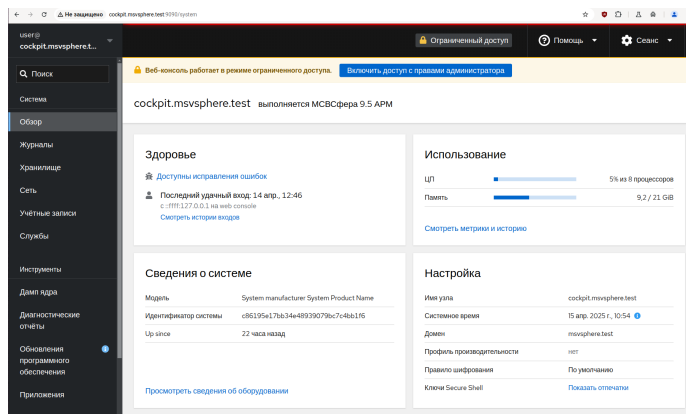 Не защищено cockpit.msvsphere.test:9090/system
user@
cockpit.msvsphere.t...
Ограниченный доступ
Помощь
Сеанс
Поиск
Веб-консоль работает в режиме ограниченного доступа.
Включить доступ с правами администратора
Система
Обзор
Журналы
Хранилище
Сеть
Учётные записи
Службы
Инструменты
Дамп ядра
Диагностические
отчёты
Обновления
программного
обеспечения
Приложения
cockpit.msvsphere.test выполняется МСВСфера 9.5 АРМ
Здоровье
Доступны исправления ошибок
Последний удачный вход: 14 апр., 12:46
с ::ffff:127.0.0.1 на web console
Смотреть истории входов
Использование
ЦП 5% из 8 процессоров
Память 9,2 / 21 GiB
Смотреть метрики и историю
Сведения о системе
Модель System manufacturer System Product Name
Идентификатор системы c86195e17bb34e48939079bc7c4bb1f6
Up since 22 часа назад
Просмотреть сведения об оборудовании
Настройка
Имя узла cockpit.msvsphere.test
Системное время 15 апр. 2025 г., 10:54
Домен msvsphere.test
Профиль производительности нет
Правило шифрования По умолчанию
Ключи Secure Shell Показать отпечатки